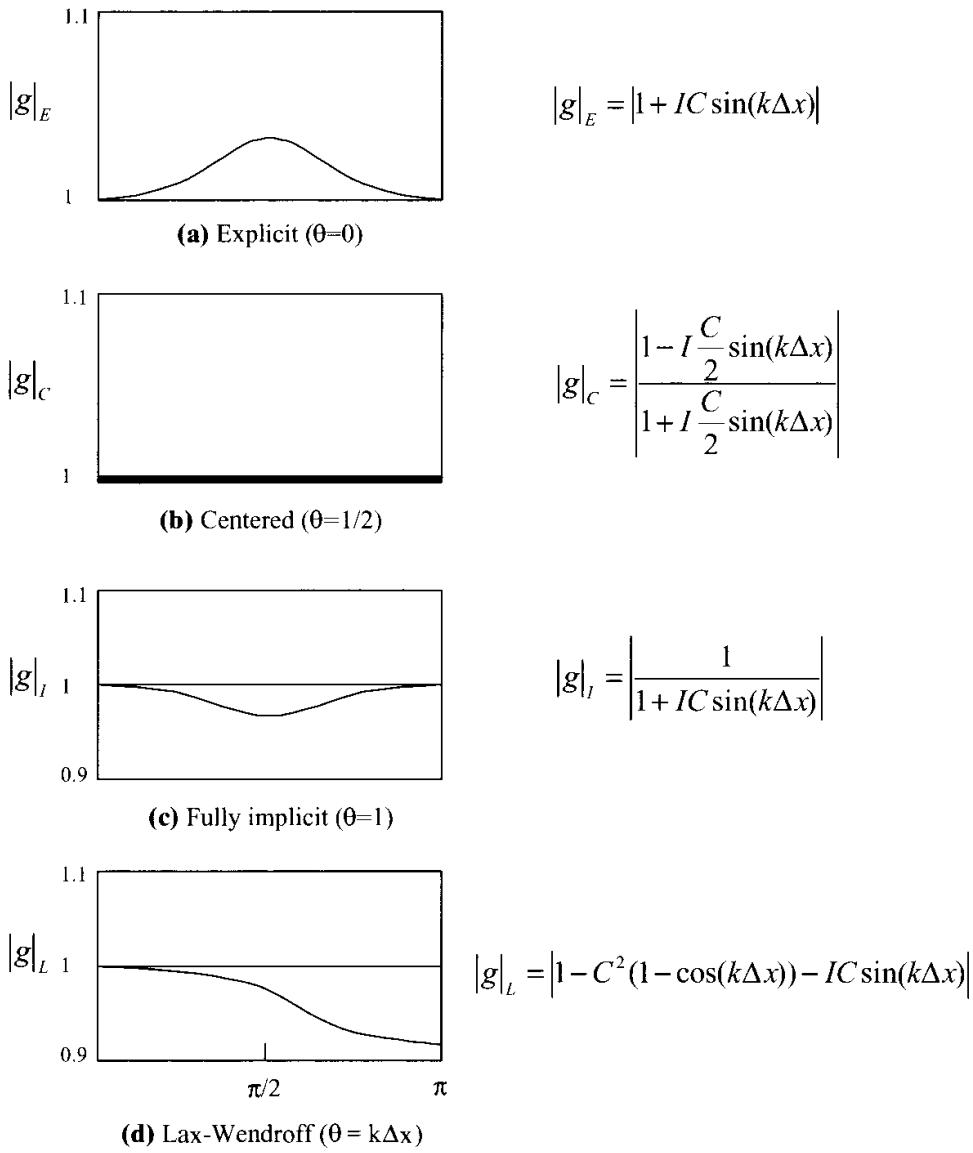 1.1
|g|_E
1
|g|_E = |1 + IC sin(kΔx)|
(a) Explicit (θ=0)
1.1
|g|_C
1
|g|_C = |(1 − I C/2 sin(kΔx)) / (1 + I C/2 sin(kΔx))|
(b) Centered (θ=1/2)
1.1
|g|_I
1
0.9
|g|_I = |1 / (1 + IC sin(kΔx))|
(c) Fully implicit (θ=1)
1.1
|g|_L
1
0.9
|g|_L = |1 − C²(1 − cos(kΔx)) − IC sin(kΔx)|
π/2
π
(d) Lax-Wendroff (θ = kΔx)